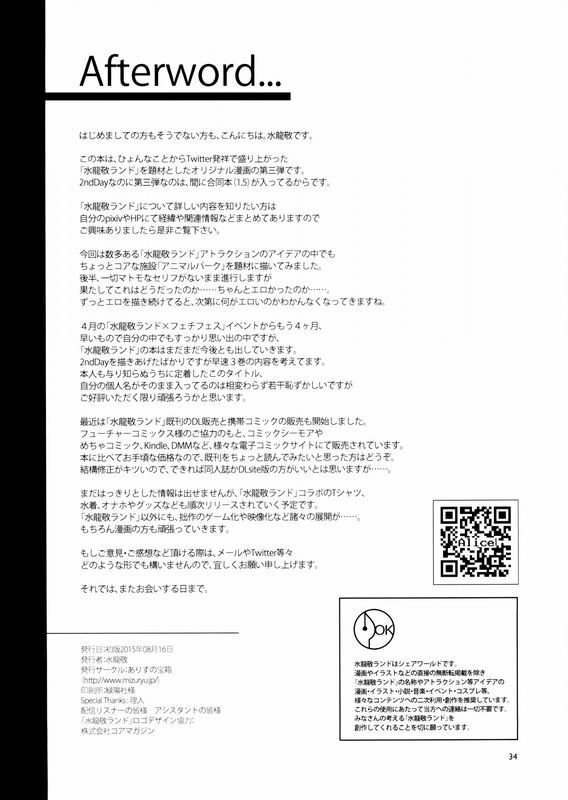 Afterword...
はじめましての方もそうでない方も、こんにちは。水龍敬です。
この本は、ひょんなことからTwitter発祥で盛り上がった
「水龍敬ランド」を題材としたオリジナル漫画の第三弾です。
2ndDayなのに第三弾なのは、間に合同本（1.5）が入ってるからです。
「水龍敬ランド」について詳しい内容を知りたい方は
自分のpixivやHPにて経緯や関連情報などまとめてありますので
ご興味ありましたら是非ご覧下さい。
今回は数多ある「水龍敬ランド」アトラクションのアイデアの中でも
ちょっとコアな施設「アニマルパーク」を題材に描いてみました。
後半、一切マトモなセリフがないまま進行しますが
果たしてこれはどうだったのか……ちゃんとエロかったのか……。
ずっとエロを描き続けてると、次第に何がエロいのかわかんなくなってきますね。
４月の「水龍敬ランド×フェチフェス」イベントからもう４ヶ月、
早いもので自分の中でもすっかり思い出の中ですが、
「水龍敬ランド」の本はまだまだ今後とも出していきます。
2ndDayを描きあげたばかりですが早速３巻の内容を考えてます。
本人も与り知らぬうちに定着したこのタイトル、
自分の個人名がそのまま入ってるのは相変わらず若干恥ずかしいですが
ご好評いただく限り頑張ろうかと思います。
最近は「水龍敬ランド」既刊のDL販売と携帯コミックの販売も開始しました。
フューチャーコミックス様のご協力のもと、コミックシーモアや
めちゃコミック、Kindle、DMMなど、様々な電子コミックサイトにて販売されています。
本に比べてお手頃な価格なので、既刊をちょっと読んでみたいと思った方はどうぞ。
結構修正がキツいので、できれば同人誌かDLsite版の方がいいとは思いますが……。
まだはっきりとした情報は出せませんが、「水龍敬ランド」コラボのTシャツ、
水着、オナホやグッズなども順次リリースされていく予定です。
「水龍敬ランド」以外にも、拙作のゲーム化や映像化など諸々の展開が……。
もちろん漫画の方も頑張っていきます。
もしご意見・ご感想など頂ける際は、メールやTwitter等々
どのような形でも構いませんので、宜しくお願い申し上げます。
それでは、またお会いする日まで。
Alice!
発行日：初版2015年08月16日
発行者：水龍敬
発行サークル：ありすの宝箱
（http://www.mizuryu.jp/）
印刷所：緑陽社様
Special Thanks: 理人
配信リスナーの皆様　アシスタントの皆様
「水龍敬ランド」ロゴデザイン協力：
株式会社コアマガジン
OK
水龍敬ランドはシェアワールドです。
漫画やイラストなどの直接の無断転載を除き
「水龍敬ランド」の名称やアトラクション等アイデアの
漫画・イラスト・小説・音楽・イベント・コスプレ等、
様々なコンテンツへの二次利用・創作を推奨しています。
これらの使用にあたって当方への連絡は一切不要です。
みなさんの考える「水龍敬ランド」を
創作してくれることを切に願っています。
34